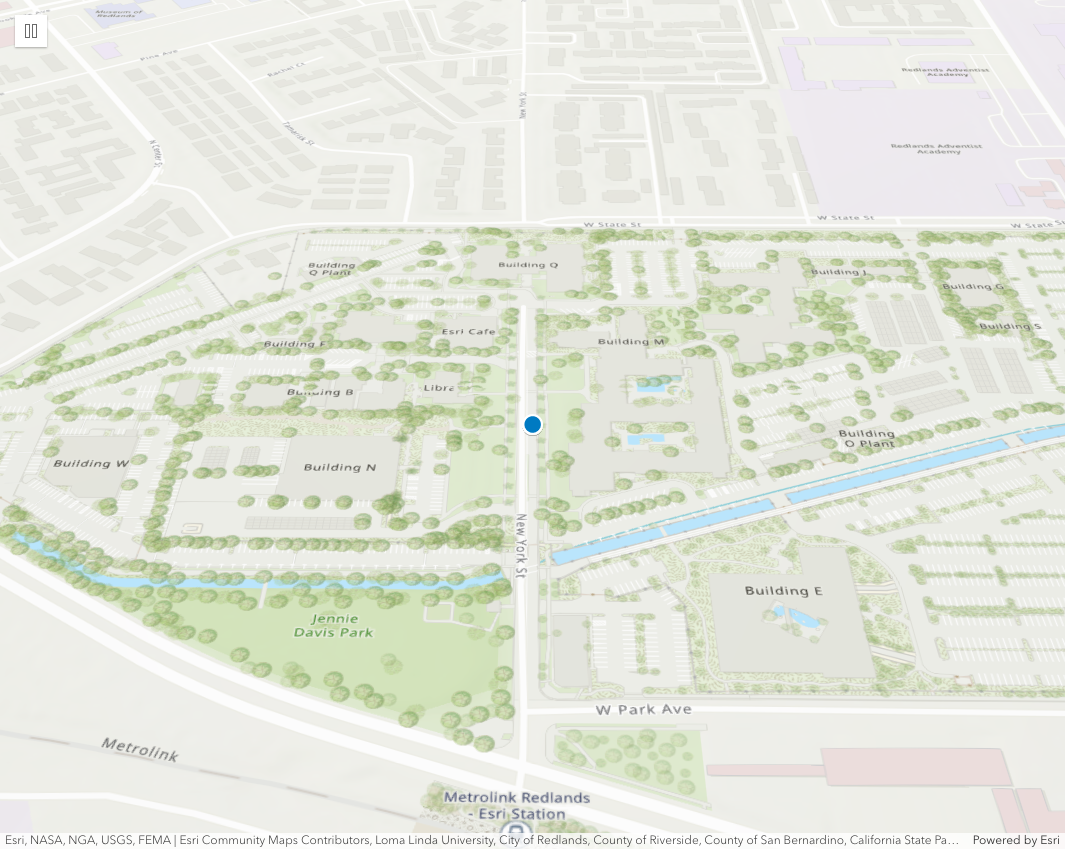 Museum of
Redlands
Pine Ave
Rachel Ct
Redlands Adventist
Academy
New York St
Tamarisk St
N Center St
Redlands Adventist
Academy
W State St
W State St
W State St
Building
Q Plant
Building Q
Building J
Building G
Building S
Esri Cafe
Building F
Building M
Building B
Libra
Building
O Plant
Building W
Building N
New York St
Building E
Jennie
Davis Park
W Park Ave
Metrolink
Metrolink Redlands
- Esri Station
Esri, NASA, NGA, USGS, FEMA | Esri Community Maps Contributors, Loma Linda University, City of Redlands, County of Riverside, County of San Bernardino, California State Pa…
Powered by Esri